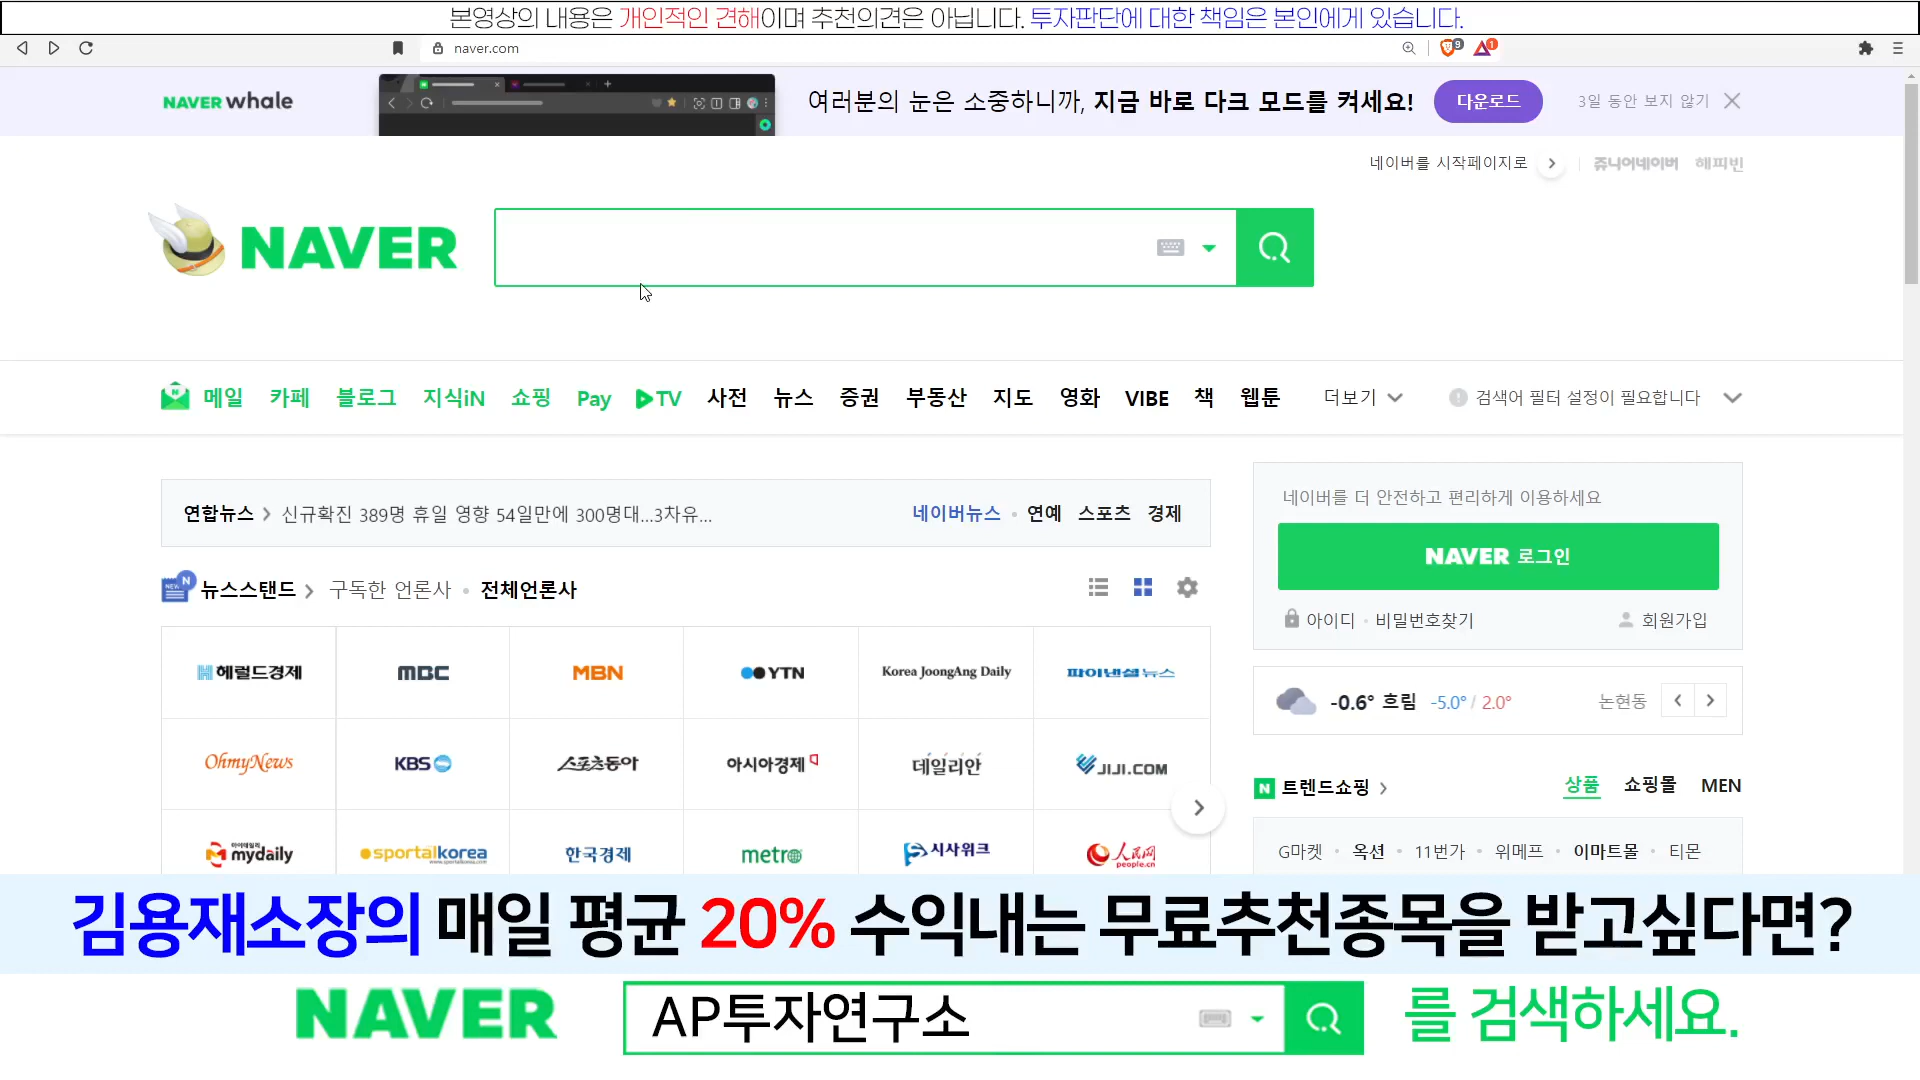 본영상의 내용은 개인적인 견해이며 추천의견은 아닙니다. 투자판단에 대한 책임은 본인에게 있습니다.
naver.com
9
1
NAVER whale
여러분의 눈은 소중하니까, 지금 바로 다크 모드를 켜세요!
다운로드
3일 동안 보지 않기
네이버를 시작페이지로
쥬니어네이버 해피빈
NAVER
메일 카페 블로그 지식iN 쇼핑 Pay TV 사전 뉴스 증권 부동산 지도 영화 VIBE 책 웹툰 더보기
검색어 필터 설정이 필요합니다
연합뉴스 신규확진 389명 휴일 영향 54일만에 300명대...3차유...
네이버뉴스 연예 스포츠 경제
뉴스스탠드 구독한 언론사 전체언론사
헤럴드경제 MBC MBN YTN Korea JoongAng Daily 파이낸셜뉴스
OhmyNews KBS 스포츠동아 아시아경제 데일리안 JIJI.COM
마이데일리 mydaily sportalkorea 한국경제 metro 시사위크 人民网 people.cn
네이버를 더 안전하고 편리하게 이용하세요
NAVER 로그인
아이디 비밀번호찾기 회원가입
-0.6° 흐림 -5.0° / 2.0° 논현동
트렌드쇼핑 상품 쇼핑몰 MEN
G마켓 옥션 11번가 위메프 이마트몰 티몬
김용재소장의 매일 평균 20% 수익내는 무료추천종목을 받고싶다면?
NAVER AP투자연구소 를 검색하세요.